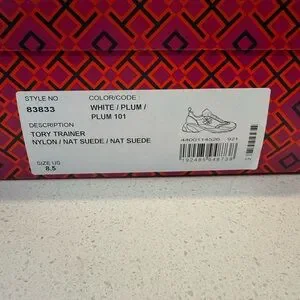 STYLE NO
83833
COLOR/CODE
WHITE / PLUM /
PLUM 101
DESCRIPTION
TORY TRAINER
NYLON / NAT SUEDE / NAT SUEDE
SIZE US
8.5
921